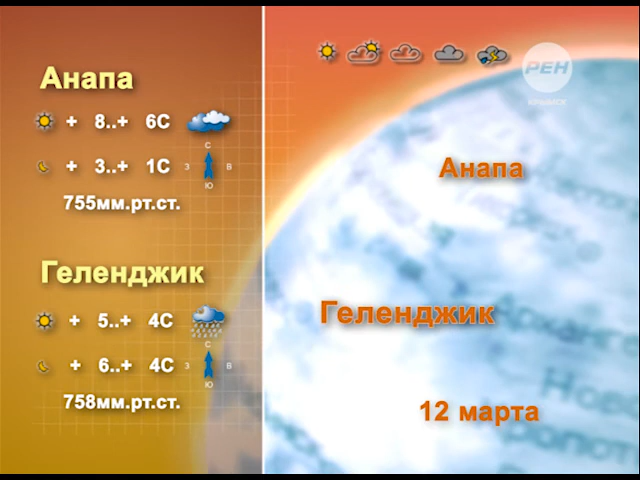 РЕН
КРЫМСК
Анапа
+ 8..+ 6С
+ 3..+ 1С
С
З В
Ю
755мм.рт.ст.
Геленджик
+ 5..+ 4С
+ 6..+ 4С
С
З В
Ю
758мм.рт.ст.
Анапа
Геленджик
12 марта